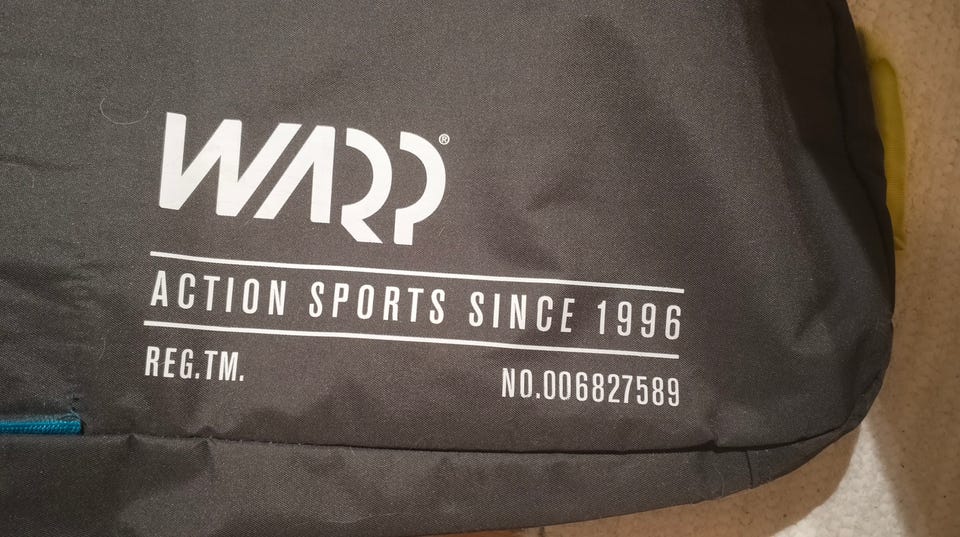 WARP®
ACTION SPORTS SINCE 1996
REG.TM.
NO.006827589